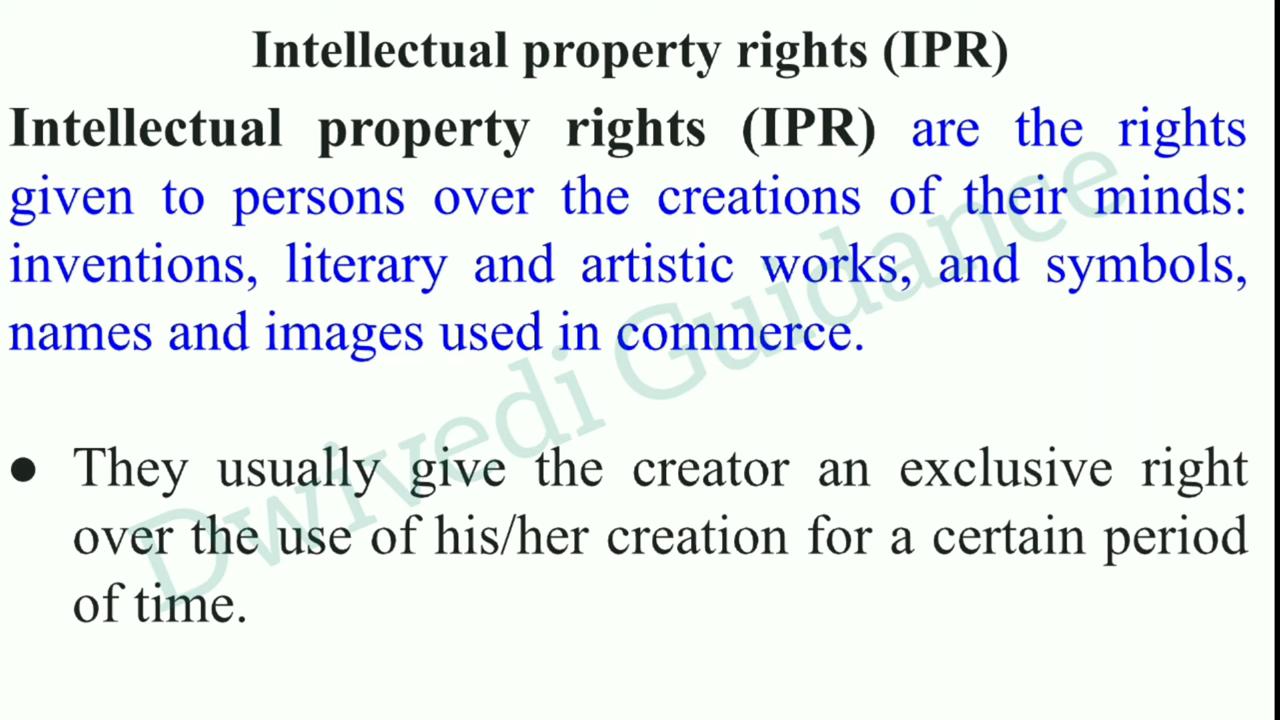 Intellectual property rights (IPR)
Intellectual property rights (IPR) are the rights
given to persons over the creations of their minds:
inventions, literary and artistic works, and symbols,
names and images used in commerce.
● They usually give the creator an exclusive right
over the use of his/her creation for a certain period
of time.
Dwivedi Guidance